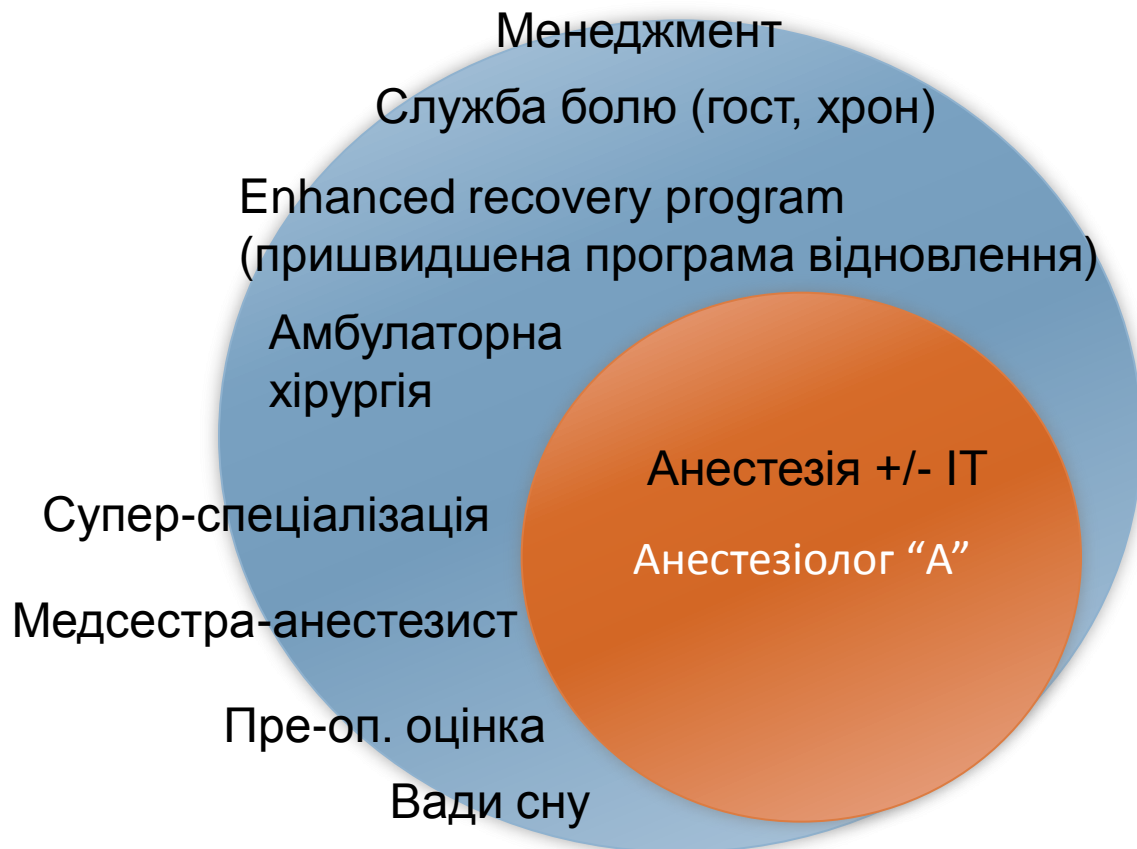 Менеджмент
Служба болю (гост, хрон)
Enhanced recovery program
(пришвидшена програма відновлення)
Амбулаторна
хірургія
Анестезія +/- ІТ
Супер-спеціалізація
Анестезіолог “А”
Медсестра-анестезист
Пре-оп. оцінка
Вади сну